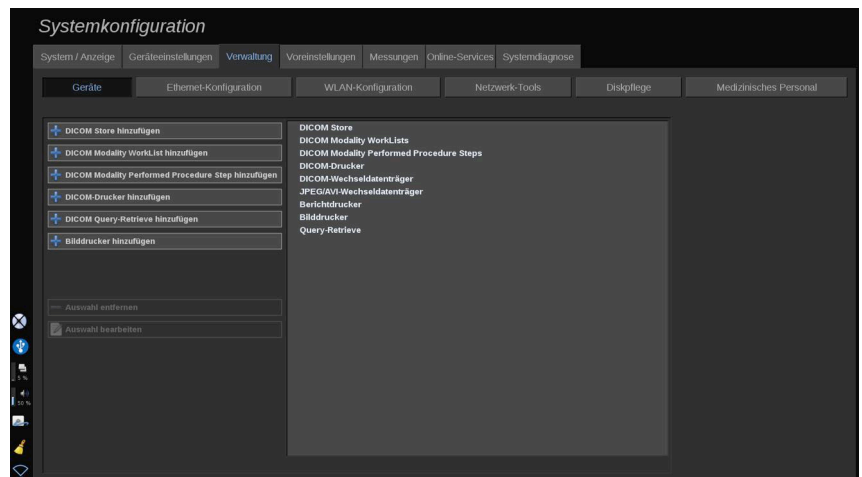 Systemkonfiguration
System / Anzeige Geräteeinstellungen Verwaltung Voreinstellungen Messungen Online-Services Systemdiagnose
Geräte Ethernet-Konfiguration WLAN-Konfiguration Netzwerk-Tools Diskpflege Medizinisches Personal
DICOM Store hinzufügen
DICOM Modality WorkList hinzufügen
DICOM Modality Performed Procedure Step hinzufügen
DICOM-Drucker hinzufügen
DICOM Query-Retrieve hinzufügen
Bilddrucker hinzufügen
Auswahl entfernen
Auswahl bearbeiten
DICOM Store
DICOM Modality WorkLists
DICOM Modality Performed Procedure Steps
DICOM-Drucker
DICOM-Wechseldatenträger
JPEG/AVI-Wechseldatenträger
Berichtdrucker
Bilddrucker
Query-Retrieve
5 %
50 %